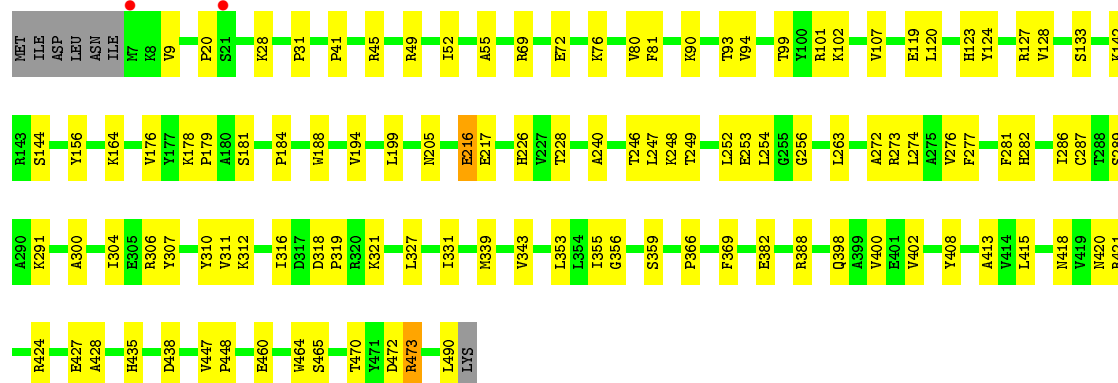 MET ILE ASP LEU ASN ILE M7 K8 V9 P20 S21 K28 P31 P41 R45 R49 I52 A55 R69 E72 K76 V80 F81 K90 T93 V94 T99 Y100 R101 K102 V107 E119 L120 H123 Y124 R127 V128 S133 K142
R143 S144 Y156 K164 V176 Y177 K178 P179 A180 S181 P184 W188 V194 L199 N205 E216 E217 H226 V227 T228 A240 T246 L247 K248 T249 L252 E253 L254 G255 G256 L263 A272 R273 L274 A275 V276 F277 F281 H282 I286 C287 T288 S289
A290 K291 A300 I304 E305 R306 Y307 Y310 V311 K312 I316 D317 D318 P319 R320 K321 L327 I331 M339 V343 L353 L354 I355 G356 S359 P366 F369 E382 R388 Q398 A399 V400 E401 V402 Y408 A413 V414 L415 N418 V419 N420 R421
R424 E427 A428 H435 D438 V447 P448 E460 W464 S465 T470 Y471 D472 R473 L490 LYS